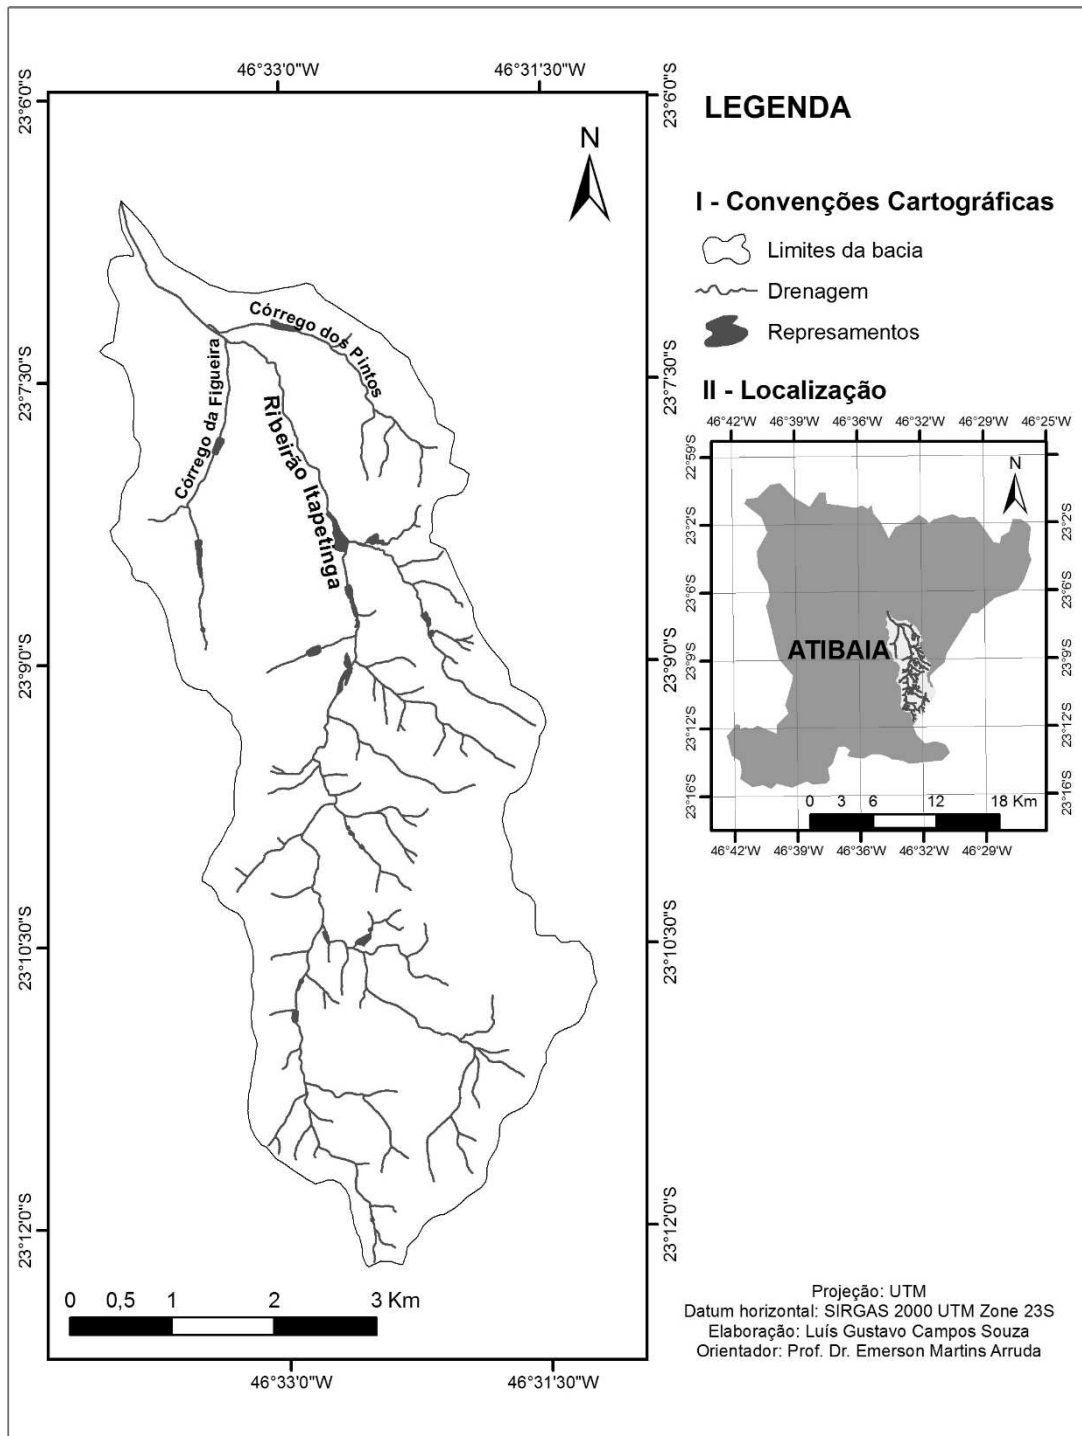 46°33'0"W 46°31'30"W
23°6'0"S
23°6'0"S
N
Córrego dos Pintos
23°7'30"S
23°7'30"S
Córrego da Figueira
Ribeirão Itapetinga
23°9'0"S
23°9'0"S
23°10'30"S
23°10'30"S
23°12'0"S
23°12'0"S
0 0,5 1 2 3 Km
46°33'0"W 46°31'30"W
LEGENDA
I - Convenções Cartográficas
Limites da bacia
Drenagem
Represamentos
II - Localização
46°42'W 46°39'W 46°36'W 46°32'W 46°28'W 46°25'W
22°59'S
N
23°2'S
23°2'S
23°6'S
23°6'S
ATIBAIA
23°9'S
23°9'S
23°12'S
23°12'S
23°16'S
23°16'S
0 3 6 12 18 Km
46°42'W 46°39'W 46°36'W 46°32'W 46°29'W
Projeção: UTM
Datum horizontal: SIRGAS 2000 UTM Zone 23S
Elaboração: Luís Gustavo Campos Souza
Orientador: Prof. Dr. Emerson Martins Arruda